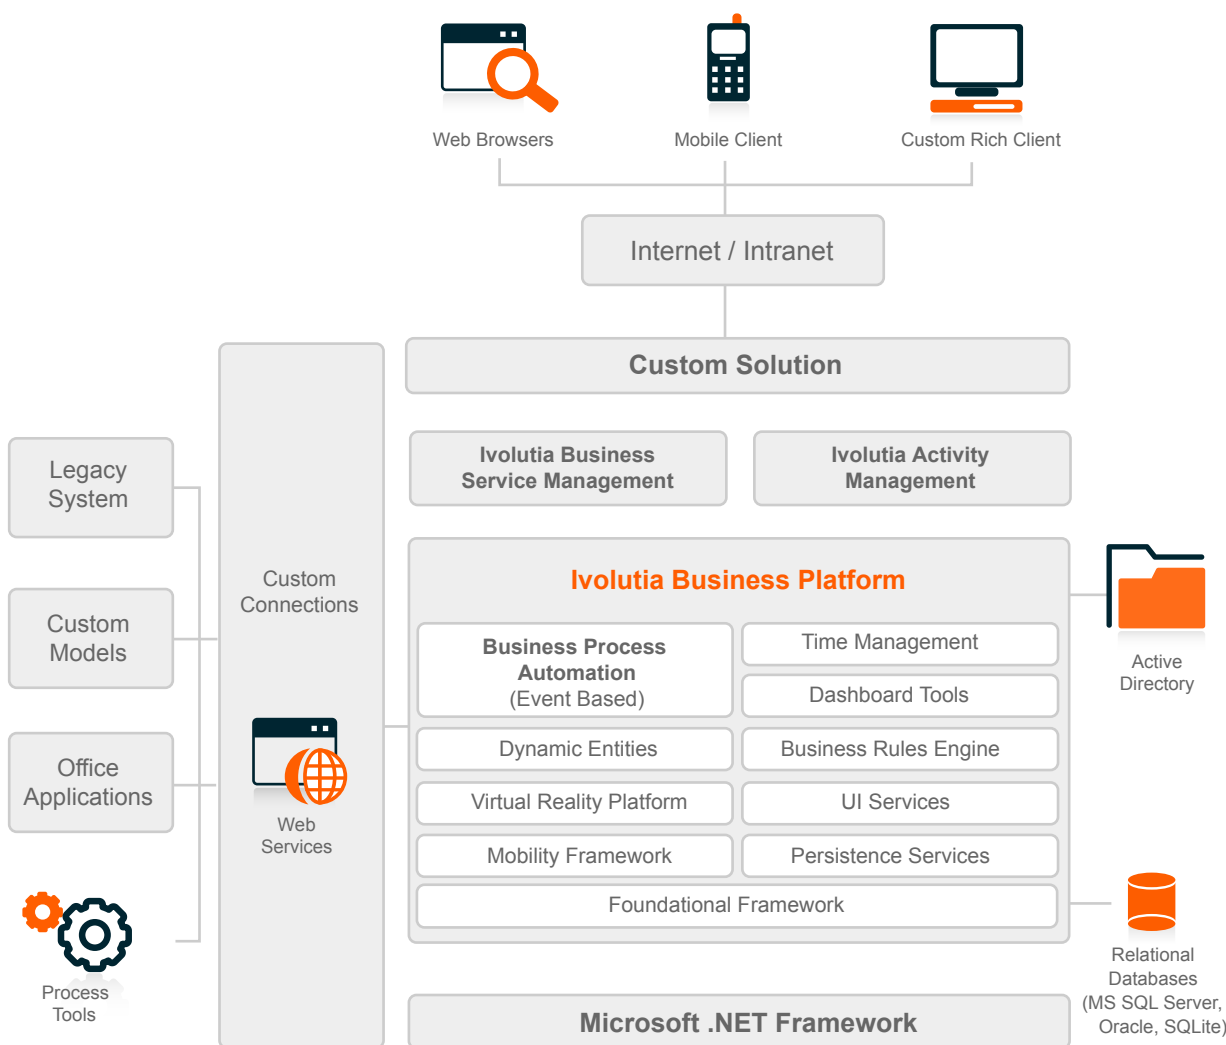 Web Browsers
Mobile Client
Custom Rich Client
Internet / Intranet
Custom Solution
Ivolutia Business
Service Management
Ivolutia Activity
Management
Legacy
System
Custom
Models
Office
Applications
Process
Tools
Custom
Connections
Web
Services
Ivolutia Business Platform
Business Process
Automation
(Event Based)
Time Management
Dashboard Tools
Dynamic Entities
Business Rules Engine
Virtual Reality Platform
UI Services
Mobility Framework
Persistence Services
Foundational Framework
Active
Directory
Relational
Databases
(MS SQL Server,
Oracle, SQLite)
Microsoft .NET Framework